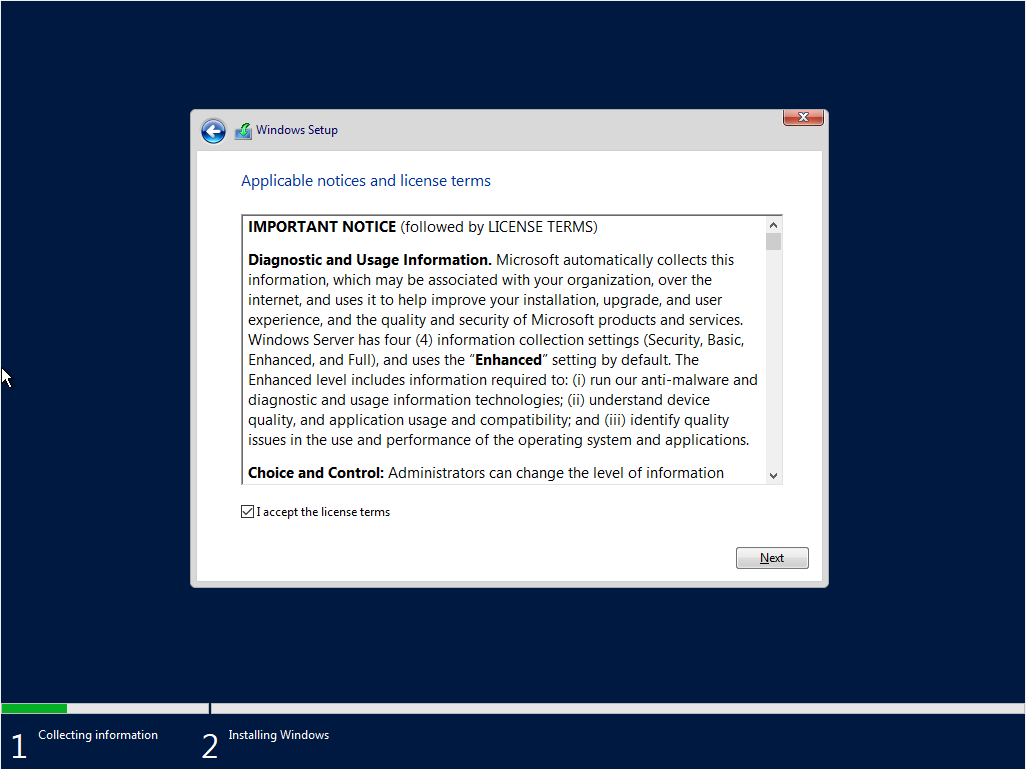 Windows Setup
Applicable notices and license terms
IMPORTANT NOTICE (followed by LICENSE TERMS)
Diagnostic and Usage Information. Microsoft automatically collects this
information, which may be associated with your organization, over the
internet, and uses it to help improve your installation, upgrade, and user
experience, and the quality and security of Microsoft products and services.
Windows Server has four (4) information collection settings (Security, Basic,
Enhanced, and Full), and uses the “Enhanced” setting by default. The
Enhanced level includes information required to: (i) run our anti-malware and
diagnostic and usage information technologies; (ii) understand device
quality, and application usage and compatibility; and (iii) identify quality
issues in the use and performance of the operating system and applications.
Choice and Control: Administrators can change the level of information
I accept the license terms
Next
1 Collecting information
2 Installing Windows